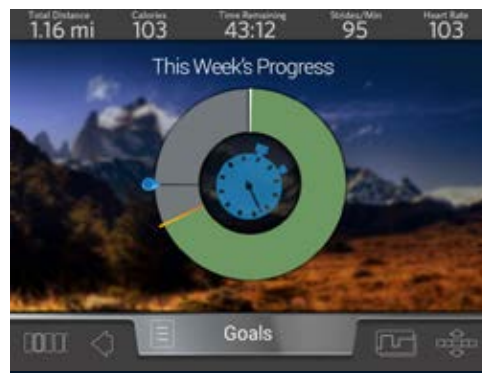 Total Distance Calories Time Remaining Strides/Min Heart Rate
1.16 mi 103 43:12 95 103
This Week's Progress
Goals